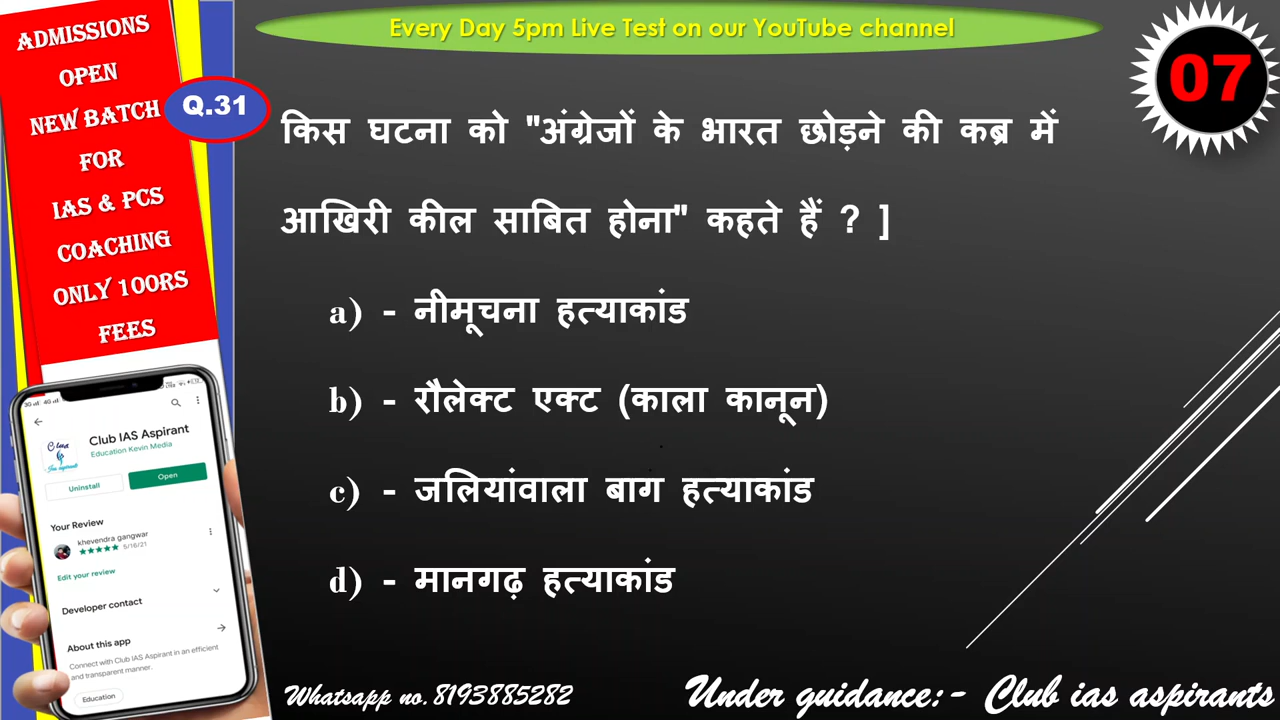 Every Day 5pm Live Test on our YouTube channel
ADMISSIONS
OPEN
NEW BATCH
FOR
IAS & PCS
COACHING
ONLY 100RS
FEES
Q.31
07
किस घटना को "अंग्रेजों के भारत छोड़ने की कब्र में
आखिरी कील साबित होना" कहते हैं ? ]
a) - नीमूचना हत्याकांड
b) - रौलेक्ट एक्ट (काला कानून)
c) - जलियांवाला बाग हत्याकांड
d) - मानगढ़ हत्याकांड
Club IAS Aspirant
Education Kevin Media
Uninstall
Open
Your Review
khevendra gangwar
5/16/21
Edit your review
Developer contact
About this app
Connect with Club IAS Aspirant in an efficient
and transparent manner.
Education
Whatsapp no. 8193885282
Under guidance:- Club ias aspirants